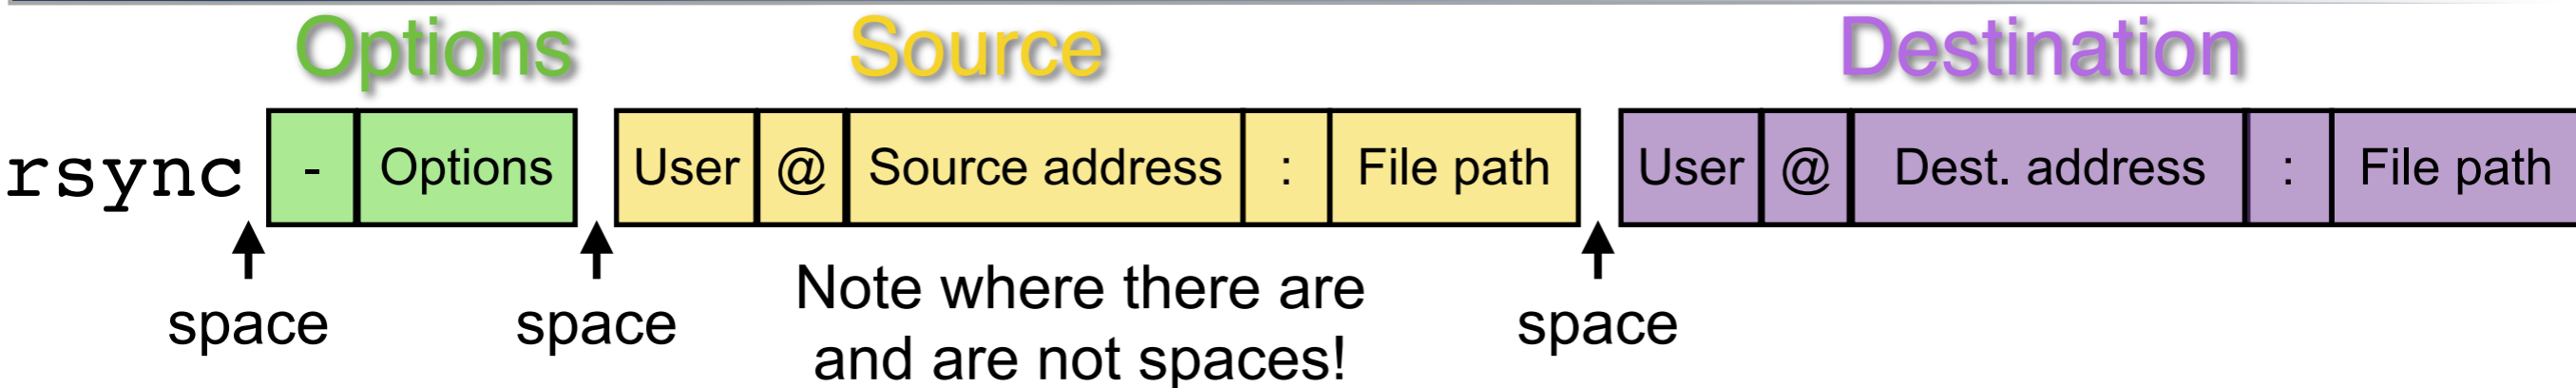 Options Source Destination
rsync - Options User @ Source address : File path User @ Dest. address : File path
space space Note where there are space
and are not spaces!